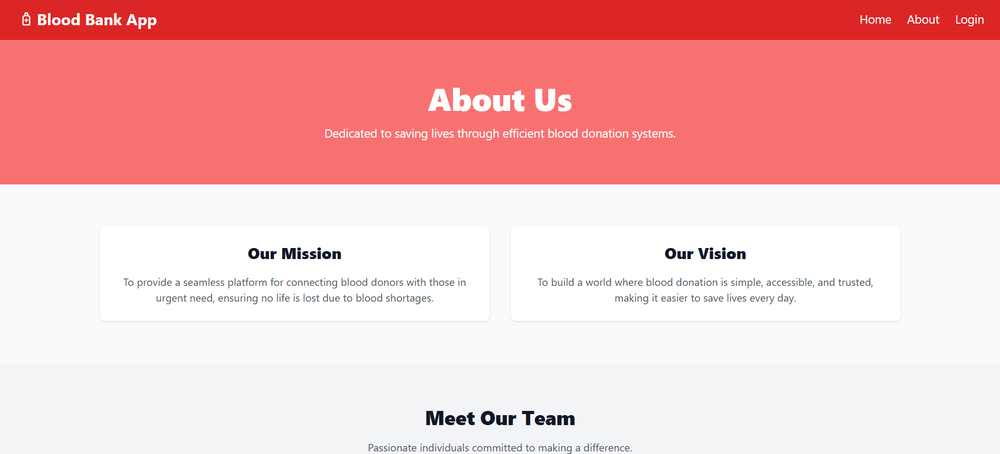 Blood Bank App
Home About Login
About Us
Dedicated to saving lives through efficient blood donation systems.
Our Mission
To provide a seamless platform for connecting blood donors with those in
urgent need, ensuring no life is lost due to blood shortages.
Our Vision
To build a world where blood donation is simple, accessible, and trusted,
making it easier to save lives every day.
Meet Our Team
Passionate individuals committed to making a difference.